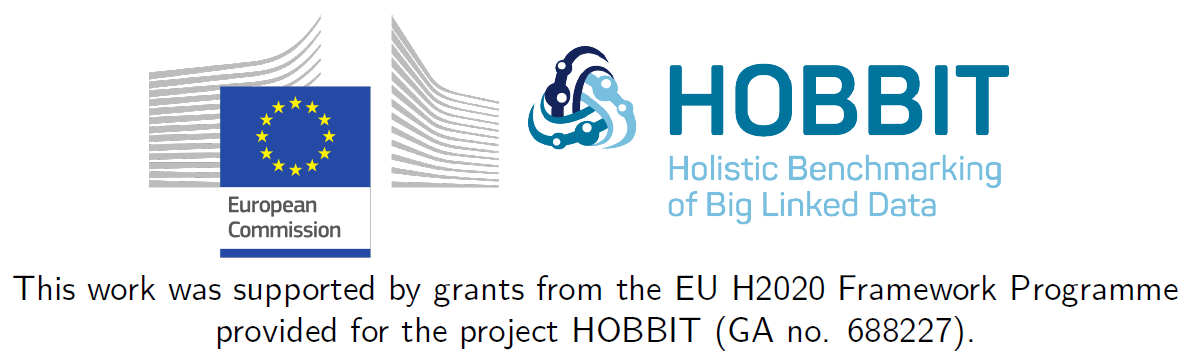 European
Commission
HOBBIT
Holistic Benchmarking
of Big Linked Data
This work was supported by grants from the EU H2020 Framework Programme
provided for the project HOBBIT (GA no. 688227).